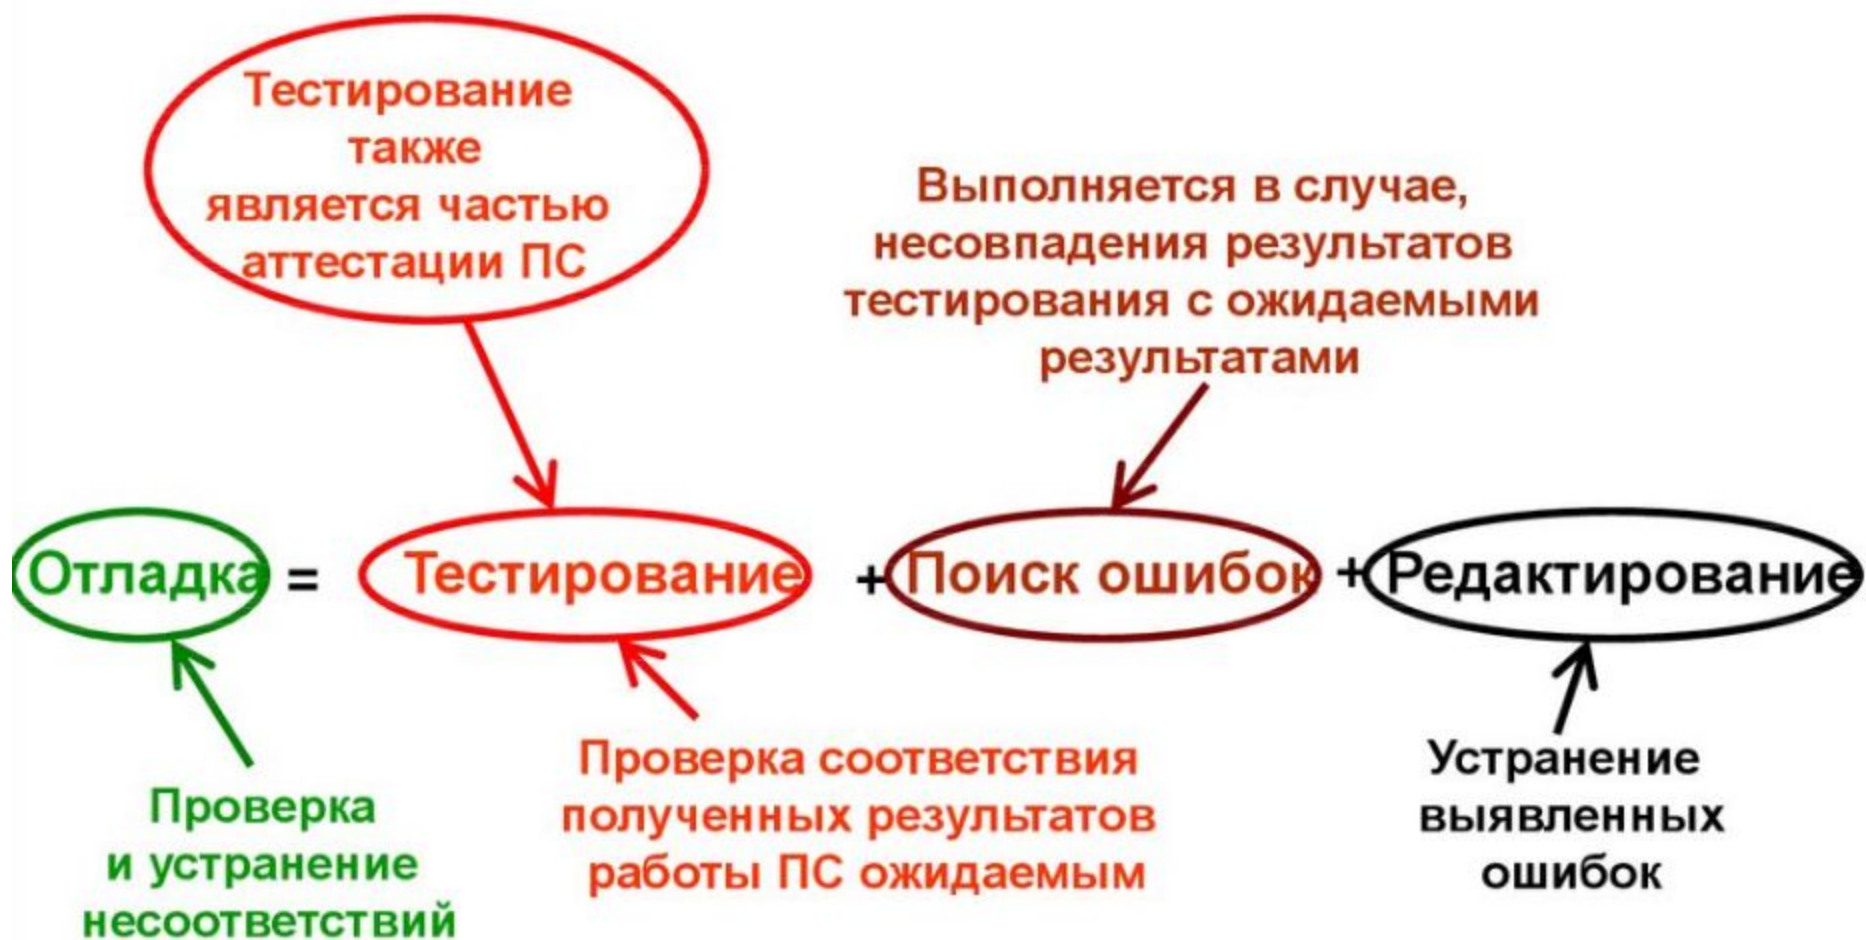 Тестирование
также
является частью
аттестации ПС
Выполняется в случае,
несовпадения результатов
тестирования с ожидаемыми
результатами
Отладка = Тестирование + Поиск ошибок + Редактирование
Проверка
и устранение
несоответствий
Проверка соответствия
полученных результатов
работы ПС ожидаемым
Устранение
выявленных
ошибок